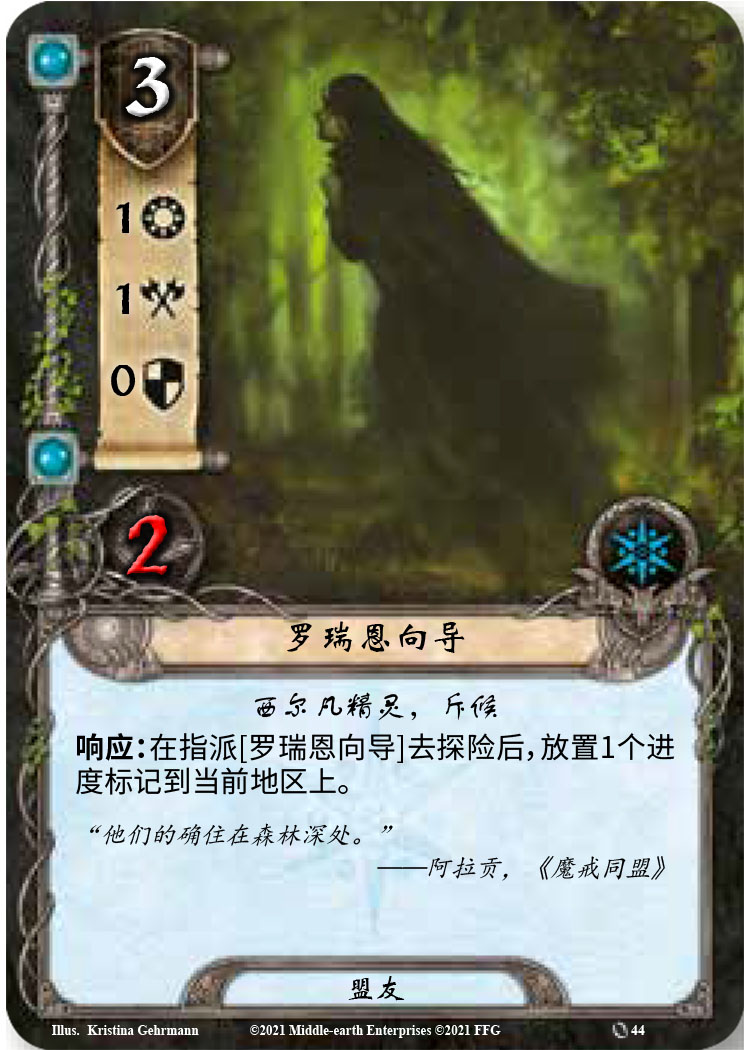 3
1
1
0
2
罗瑞恩向导
西尔凡精灵，斥候
响应：在指派[罗瑞恩向导]去探险后，放置1个进
度标记到当前地区上。
“他们的确住在森林深处。”
——阿拉贡，《魔戒同盟》
盟友
Illus. Kristina Gehrmann ©2021 Middle-earth Enterprises ©2021 FFG 44